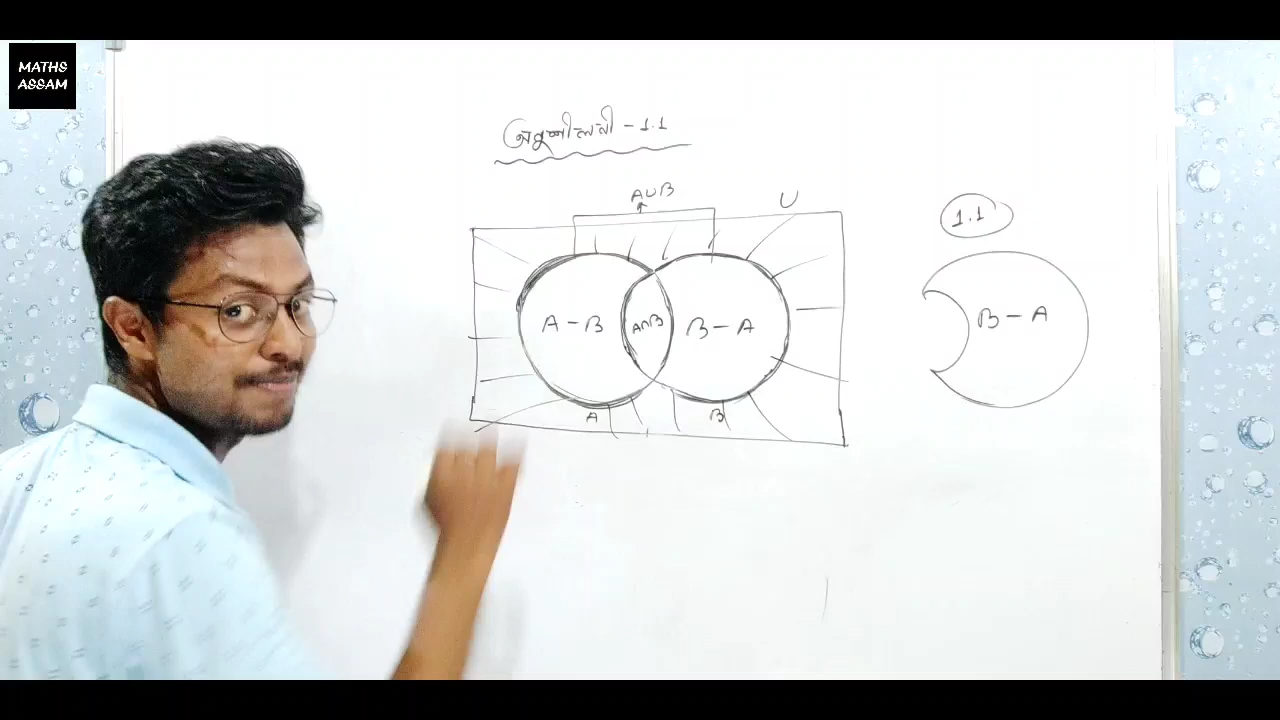 MATHS
ASSAM
অনুশীলনী - 1.1
A∪B
U
1.1
A - B
A∩B
B - A
B - A
A
B